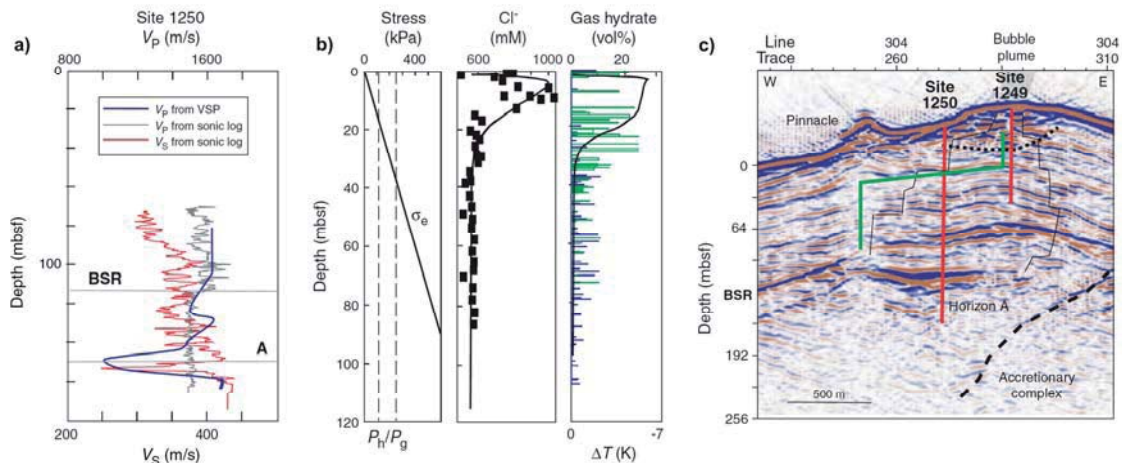 a)
Site 1250
V_P (m/s)
800
1600
0
100
Depth (mbsf)
V_P from VSP
V_P from sonic log
V_S from sonic log
BSR
A
200
400
V_S (m/s)
b)
Stress
(kPa)
0
400
Cl⁻
(mM)
600
1000
Gas hydrate
(vol%)
0
20
0
20
40
60
80
100
120
Depth (mbsf)
σ_e
P_h/P_g
0
-7
ΔT (K)
c)
Line
304
Bubble
plume
304
Trace
260
310
W
E
Site
1249
Site
1250
Pinnacle
0
64
BSR
192
256
Depth (mbsf)
Horizon A
Accretionary
complex
500 m